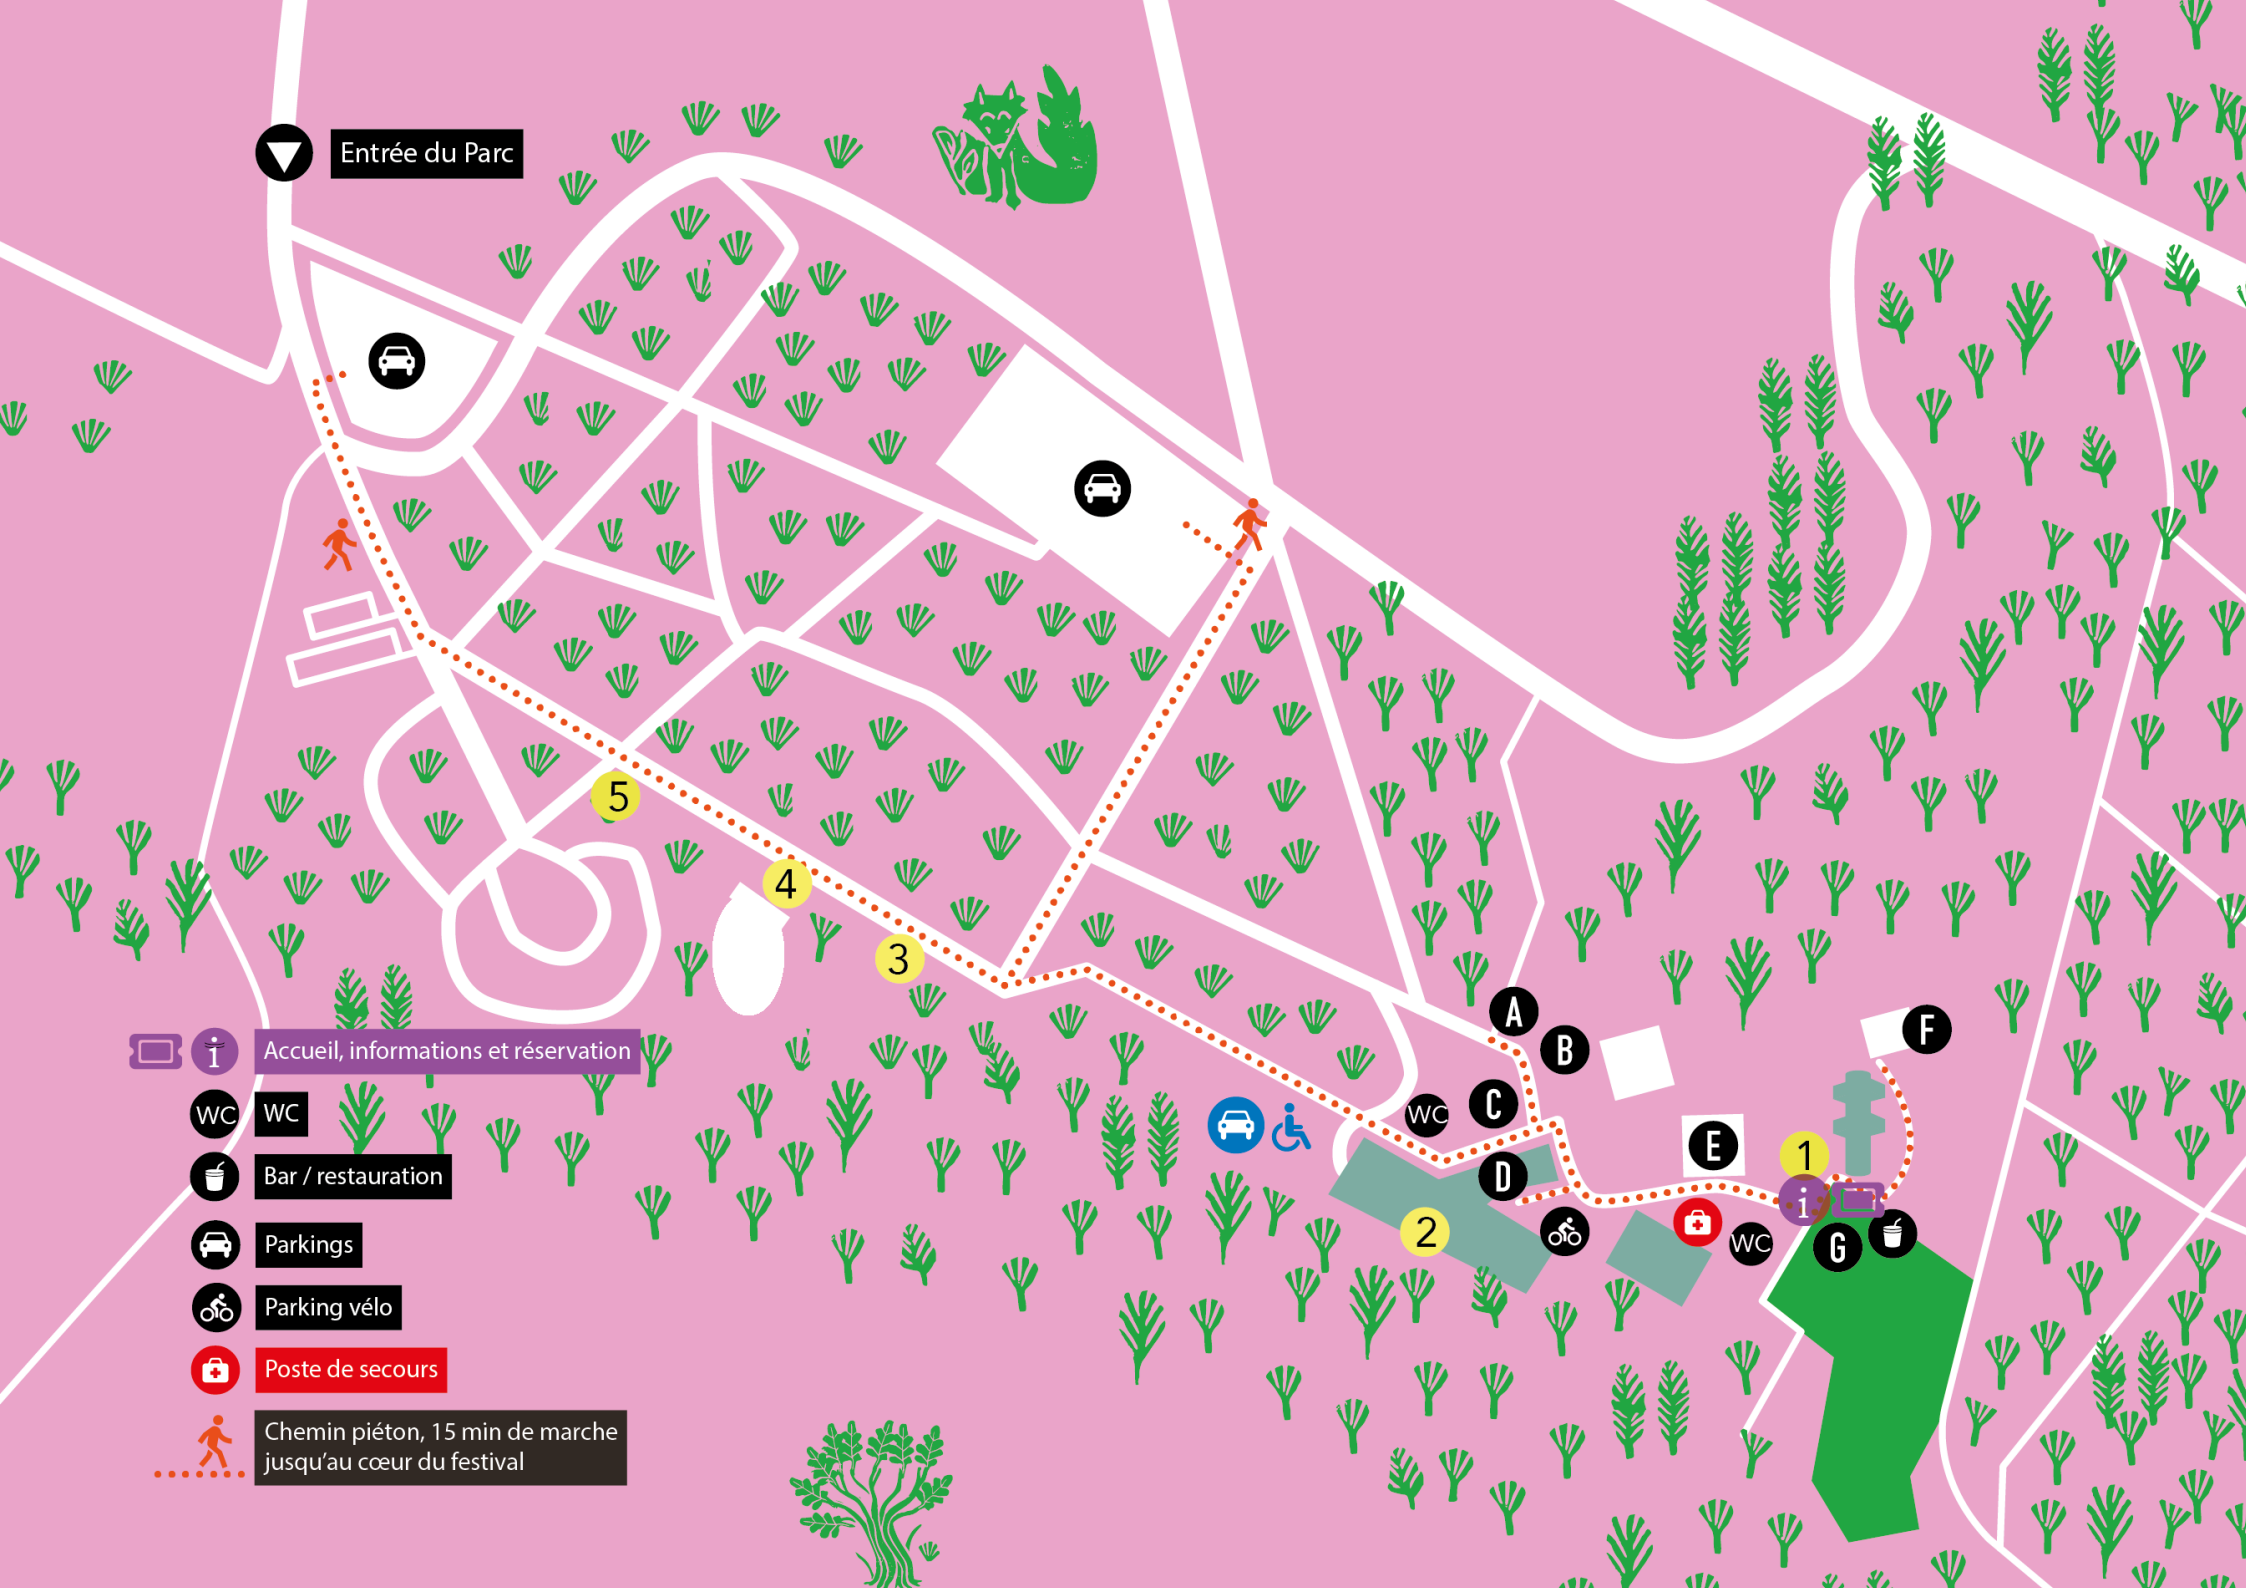 Entrée du Parc
5
4
3
A
B
F
WC
C
E
1
D
i
2
WC
G
i
Accueil, informations et réservation
WC
WC
Bar / restauration
Parkings
Parking vélo
Poste de secours
Chemin piéton, 15 min de marche
jusqu'au cœur du festival